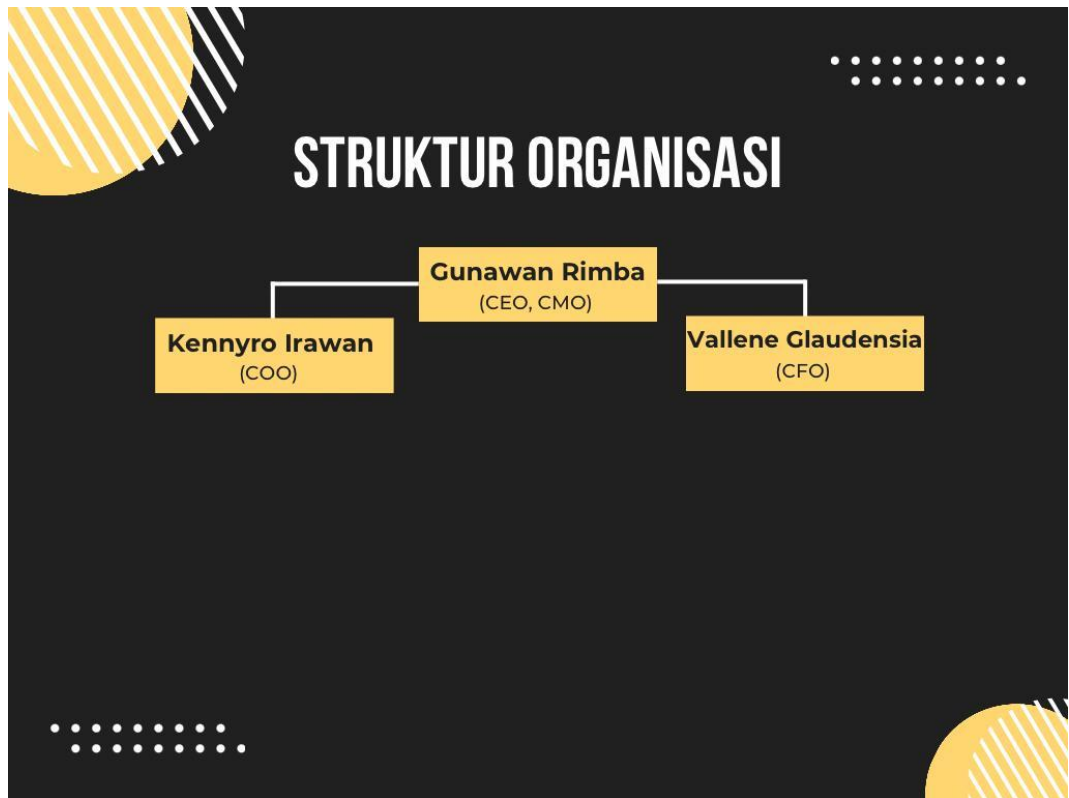 STRUKTUR ORGANISASI
Gunawan Rimba
(CEO, CMO)
Kennyro Irawan
(COO)
Vallene Glaudensia
(CFO)